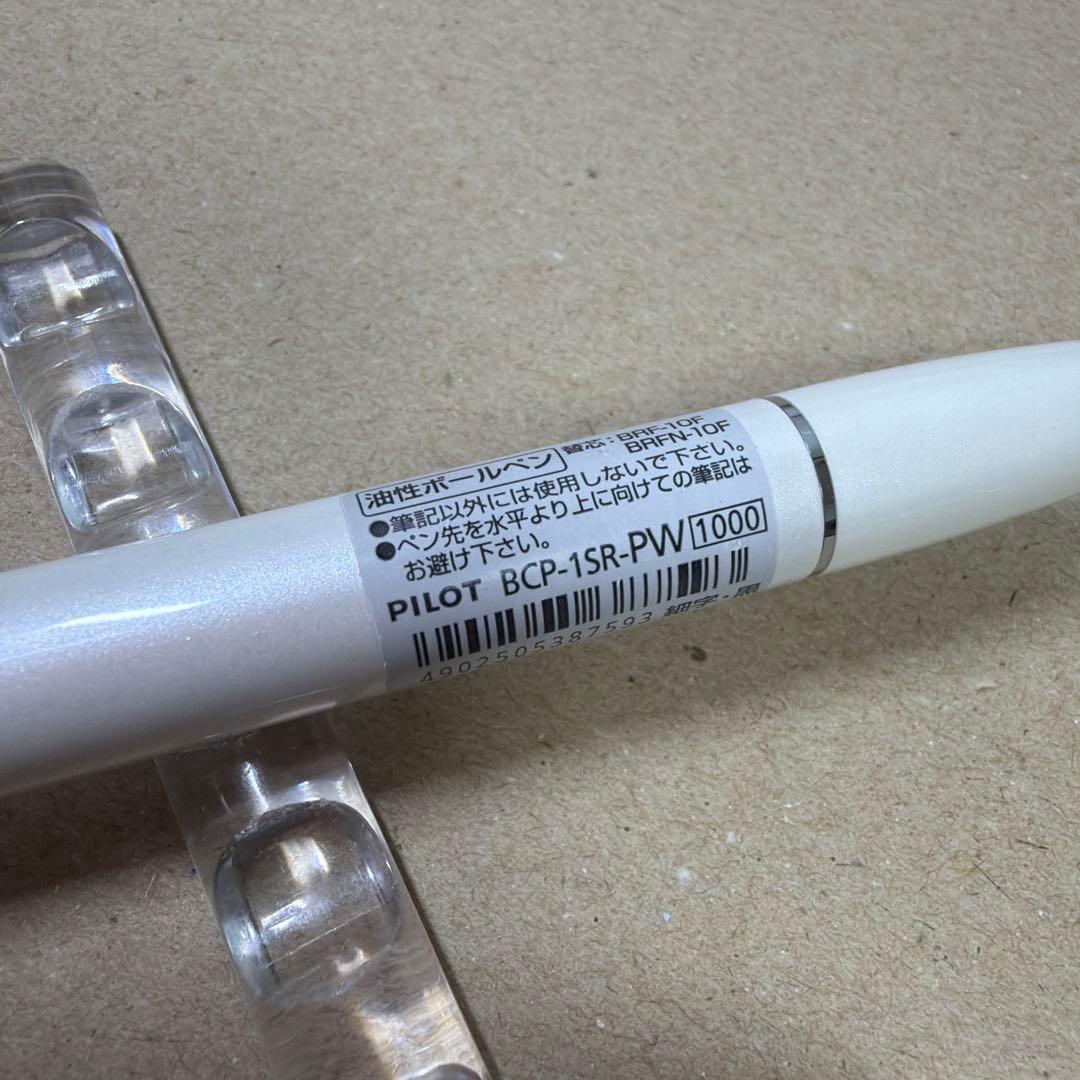 油性ボールペン 替芯：BRF-10F
BRFN-10F
●筆記以外には使用しないで下さい。
●ペン先を水平より上に向けての筆記は
お避け下さい。
PILOT BCP-1SR-PW 1000
4902505387593 細字・黒